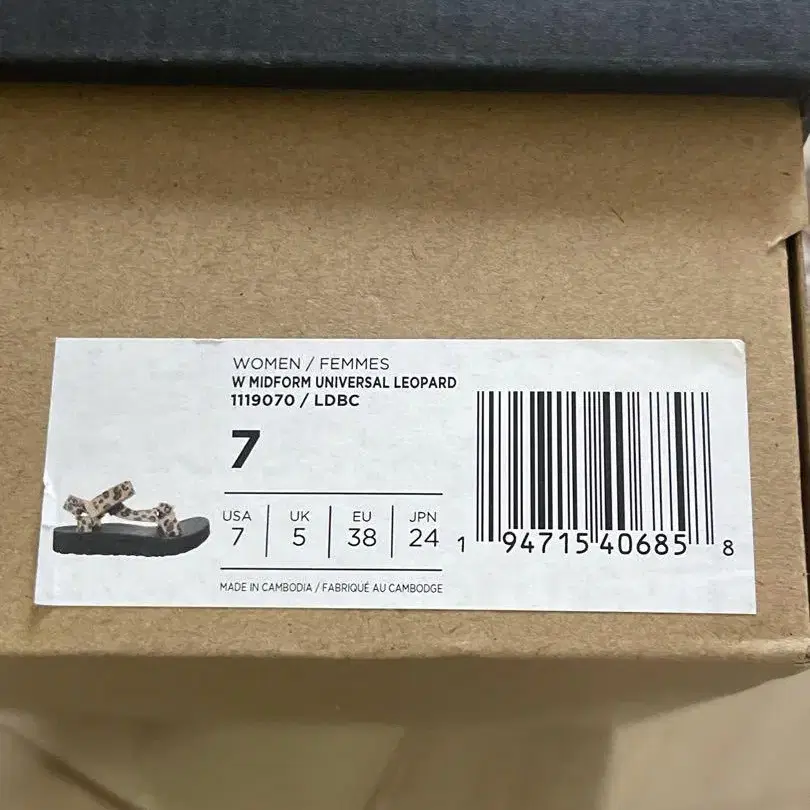 WOMEN / FEMMES
W MIDFORM UNIVERSAL LEOPARD
1119070 / LDBC
7
USA UK EU JPN
7 5 38 24
MADE IN CAMBODIA / FABRIQUÉ AU CAMBODGE
1 94715 40685 8